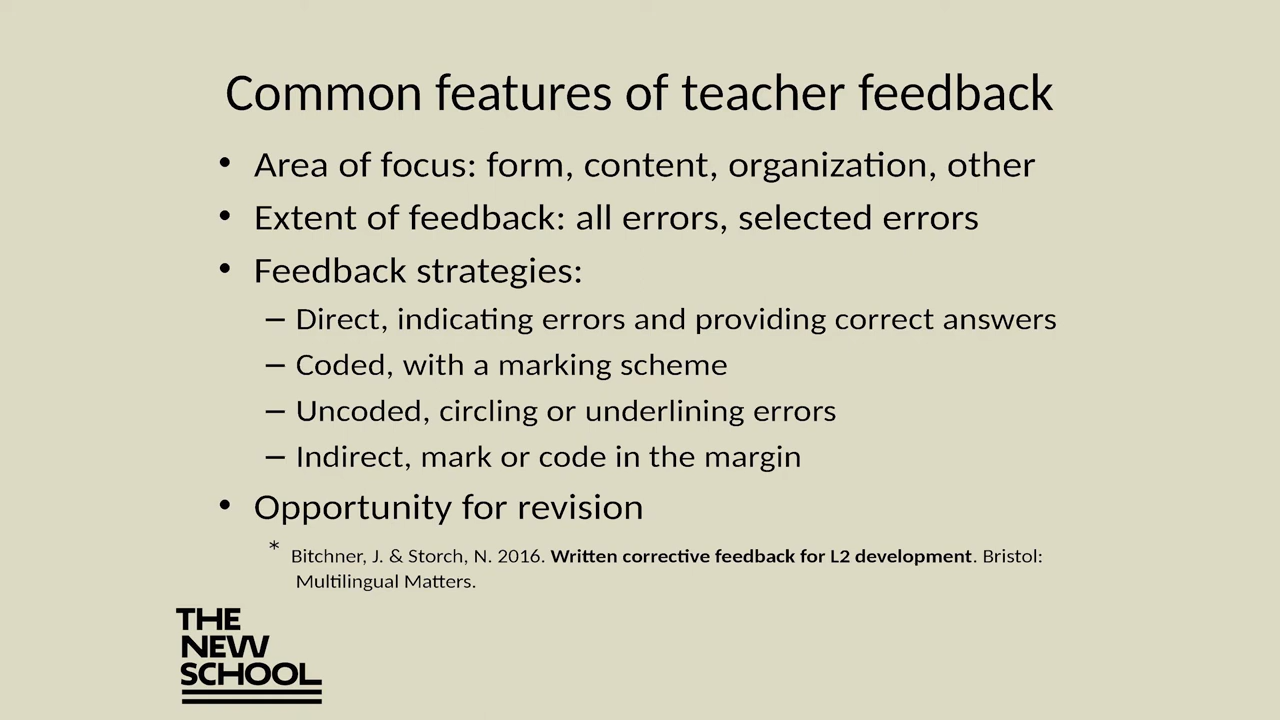 Common features of teacher feedback
• Area of focus: form, content, organization, other
• Extent of feedback: all errors, selected errors
• Feedback strategies:
– Direct, indicating errors and providing correct answers
– Coded, with a marking scheme
– Uncoded, circling or underlining errors
– Indirect, mark or code in the margin
• Opportunity for revision
* Bitchner, J. & Storch, N. 2016. Written corrective feedback for L2 development. Bristol:
Multilingual Matters.
THE
NEW
SCHOOL